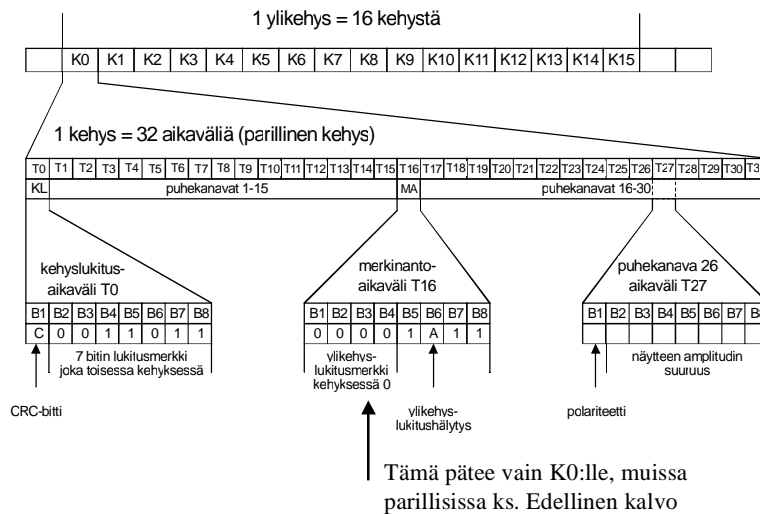 1 ylikehys = 16 kehystä
K0 K1 K2 K3 K4 K5 K6 K7 K8 K9 K10 K11 K12 K13 K14 K15
1 kehys = 32 aikaväliä (parillinen kehys)
T0 T1 T2 T3 T4 T5 T6 T7 T8 T9 T10 T11 T12 T13 T14 T15 T16 T17 T18 T19 T20 T21 T22 T23 T24 T25 T26 T27 T28 T29 T30 T3
KL puhekanavat 1-15 MA puhekanavat 16-30
kehyslukitus-
aikaväli T0
B1 B2 B3 B4 B5 B6 B7 B8
C 0 0 1 1 0 1 1
7 bitin lukitusmerkki
joka toisessa kehyksessä
CRC-bitti
merkinanto-
aikaväli T16
B1 B2 B3 B4 B5 B6 B7 B8
0 0 0 0 1 A 1 1
ylikehys-
lukitusmerkki
kehyksessä 0
ylikehys-
lukitushälytys
puhekanava 26
aikaväli T27
B1 B2 B3 B4 B5 B6 B7 B8
näytteen amplitudin
suuruus
polariteetti
Tämä pätee vain K0:lle, muissa
parillisissa ks. Edellinen kalvo